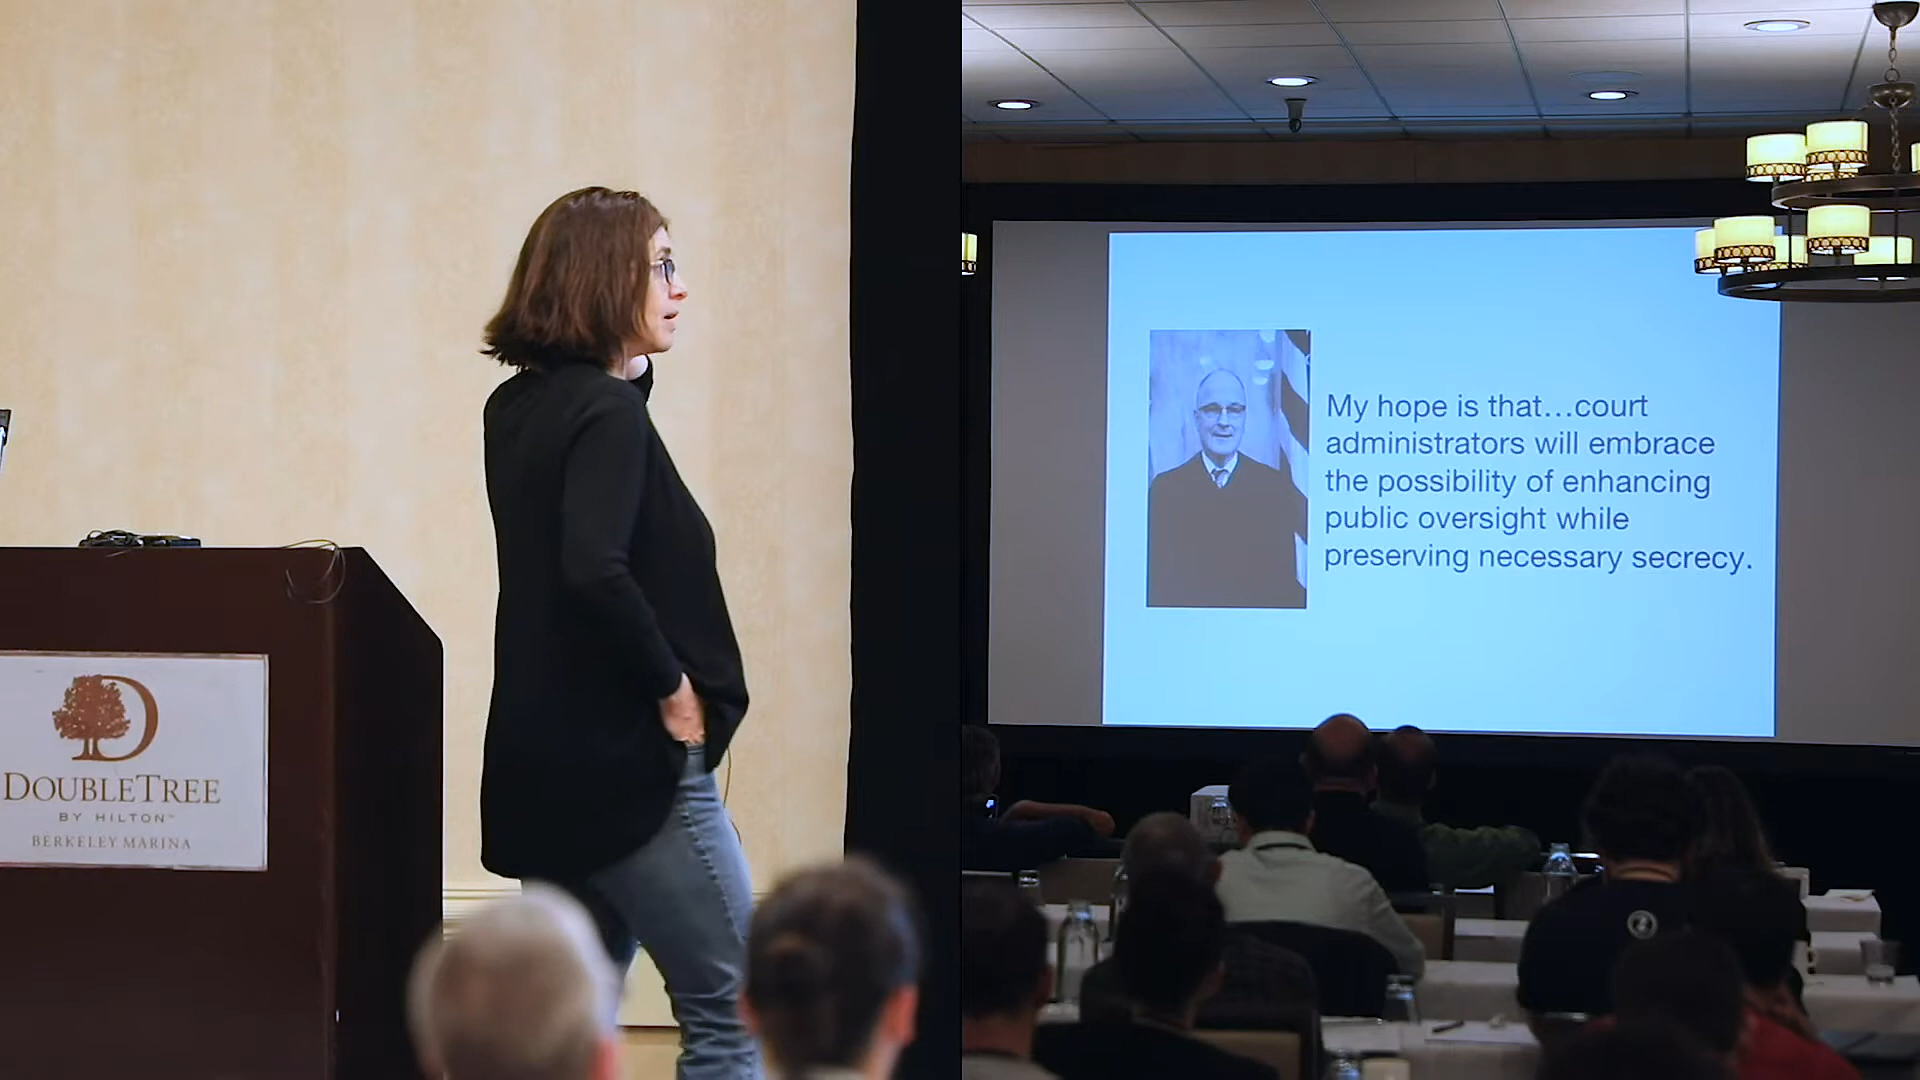 DOUBLETREE
BY HILTON™
BERKELEY MARINA
My hope is that…court
administrators will embrace
the possibility of enhancing
public oversight while
preserving necessary secrecy.